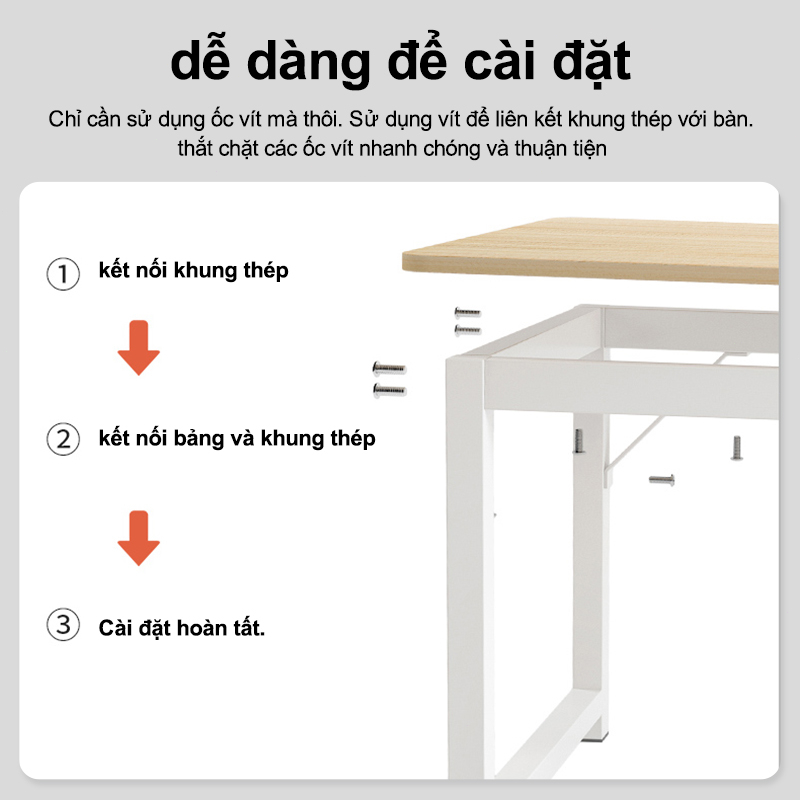 dễ dàng để cài đặt
Chỉ cần sử dụng ốc vít mà thôi. Sử dụng vít để liên kết khung thép với bàn.
thắt chặt các ốc vít nhanh chóng và thuận tiện
1 kết nối khung thép
2 kết nối bảng và khung thép
3 Cài đặt hoàn tất.